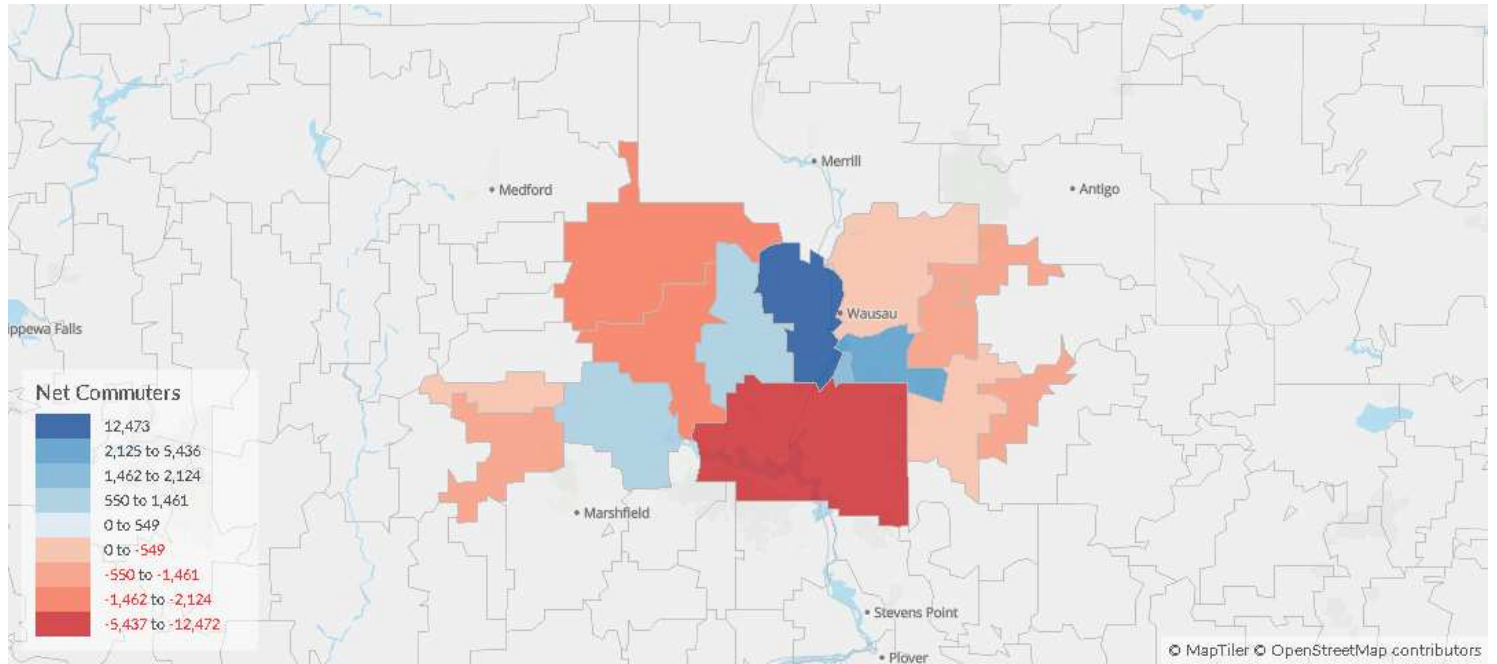 Merrill
Medford
Antigo
Wausau
ippewa Falls
Net Commuters
12,473
2,125 to 5,436
1,462 to 2,124
550 to 1,461
0 to 549
0 to -549
-550 to -1,461
-1,462 to -2,124
-5,437 to -12,472
Marshfield
Stevens Point
Plover
© MapTiler © OpenStreetMap contributors